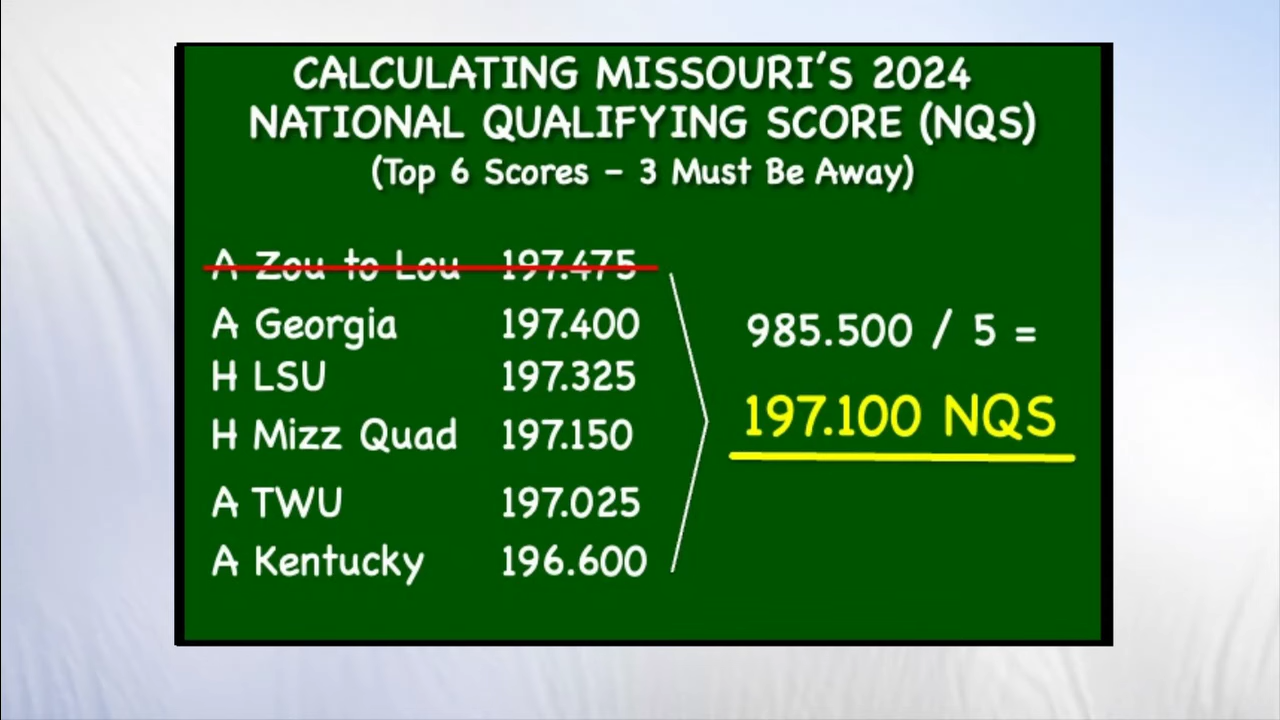 CALCULATING MISSOURI'S 2024
NATIONAL QUALIFYING SCORE (NQS)
(Top 6 Scores - 3 Must Be Away)
A Zou to Lou 197.475
A Georgia 197.400
H LSU 197.325
H Mizz Quad 197.150
A TWU 197.025
A Kentucky 196.600
985.500 / 5 =
197.100 NQS